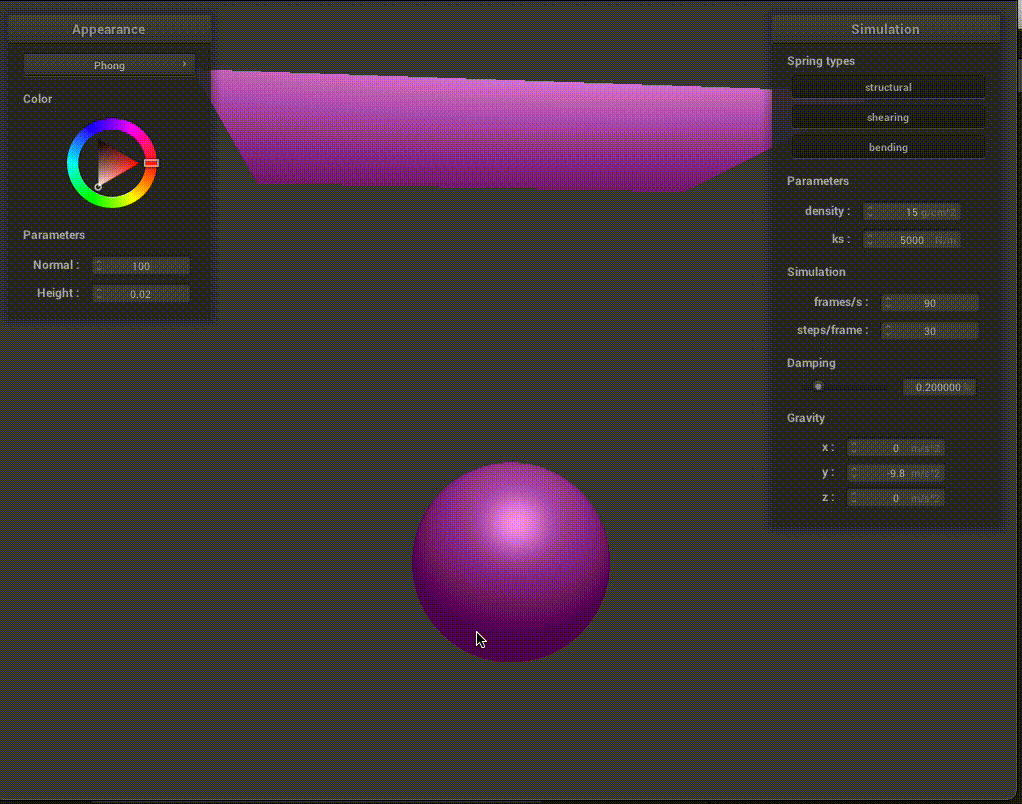 Appearance
Phong
Color
Parameters
Normal : 100
Height : 0.02
Simulation
Spring types
structural
shearing
bending
Parameters
density : 15 g/cm^2
ks : 5000 N/m
Simulation
frames/s : 90
steps/frame : 30
Damping
0.200000 %
Gravity
x : 0 m/s^2
y : -9.8 m/s^2
z : 0 m/s^2